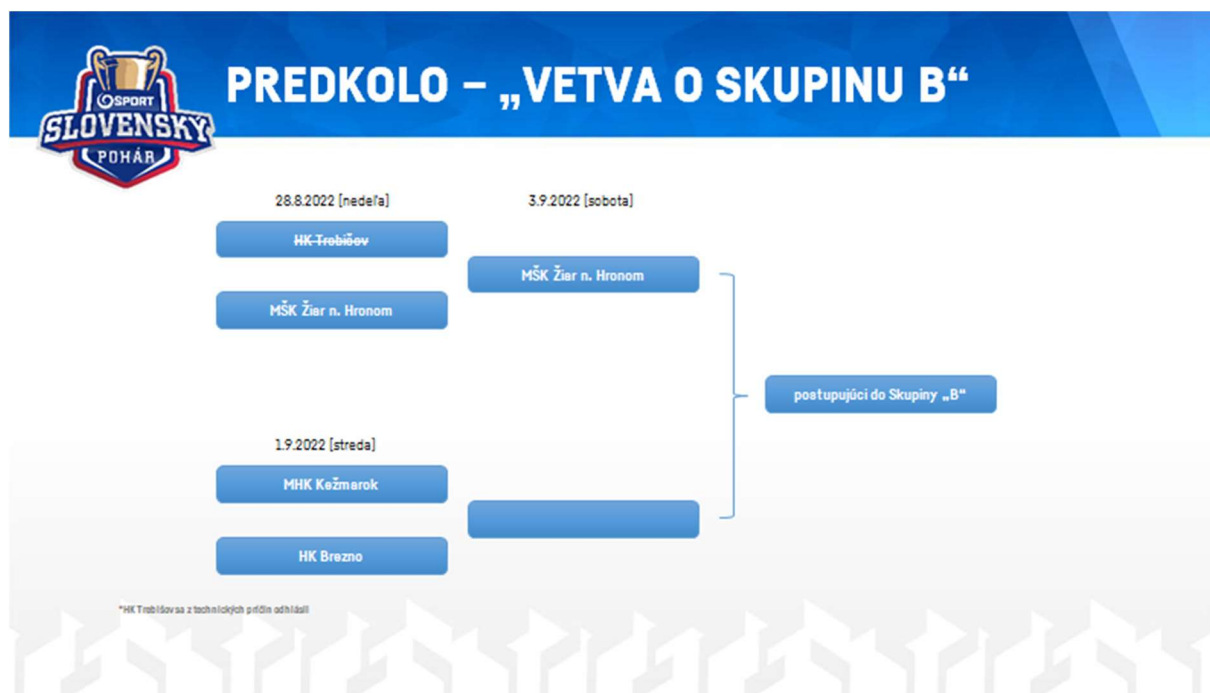 OSPORT
SLOVENSKÝ
POHÁR
PREDKOLO – „VETVA O SKUPINU B“
28.8.2022 [nedeľa]
3.9.2022 [sobota]
HK Trebišov
MŠK Žiar n. Hronom
MŠK Žiar n. Hronom
postupujúci do Skupiny „B“
1.9.2022 [streda]
MHK Kežmarok
HK Brezno
*HK Trebišov sa z technických príčin odhlásil